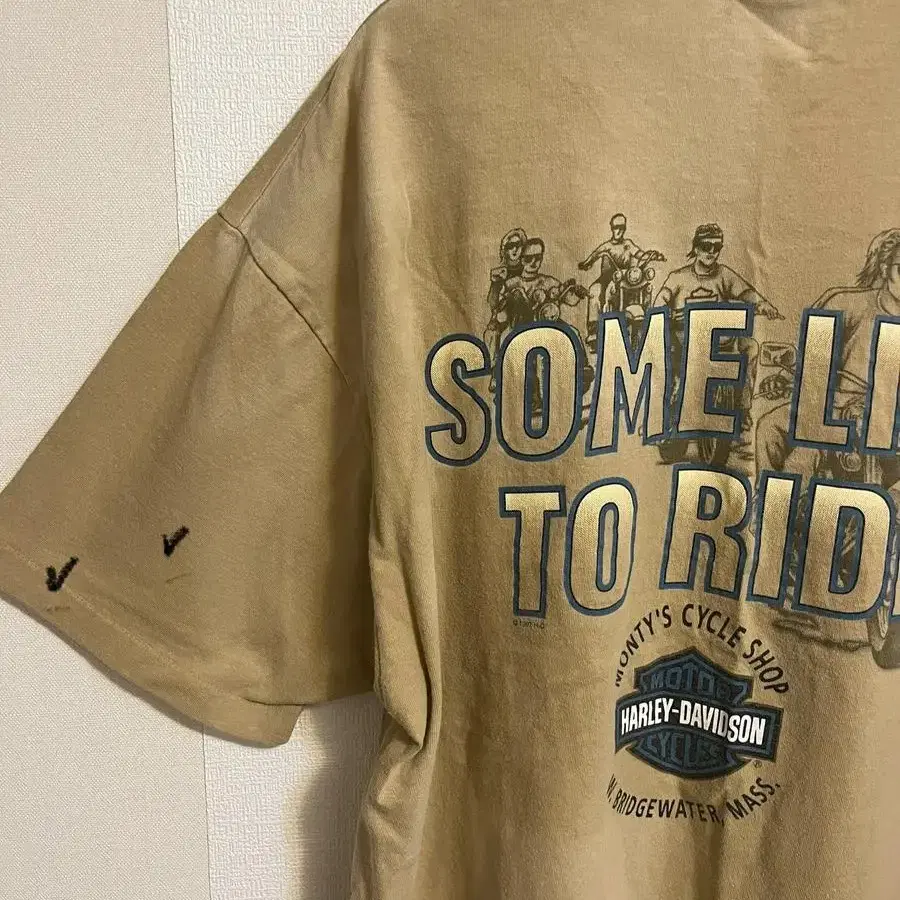 SOME LI
TO RID
MONTY'S CYCLE SHOP
MOTOR
HARLEY-DAVIDSON
CYCLES
®
W. BRIDGEWATER, MASS.